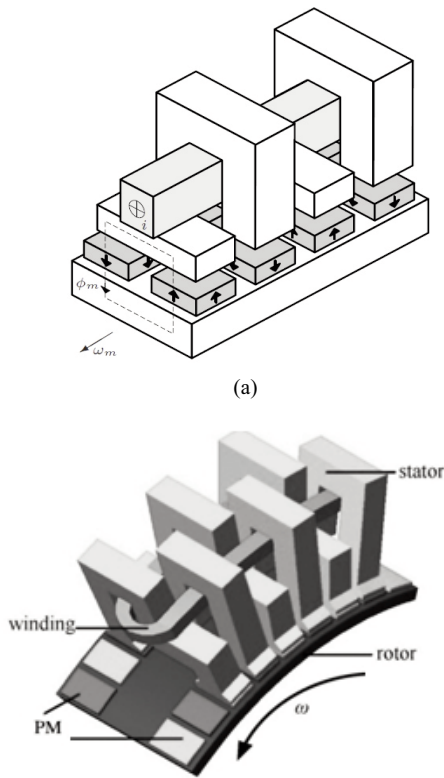 i
ϕm
ωm
(a)
stator
winding
rotor
PM
ω